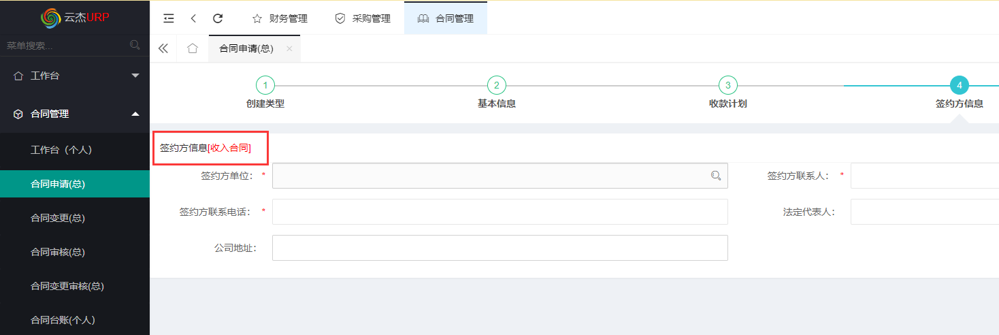 云杰URP
财务管理 采购管理 合同管理
菜单搜索...
合同申请(总)
工作台
1 2 3 4
创建类型 基本信息 收款计划 签约方信息
合同管理
签约方信息[收入合同]
工作台（个人）
签约方单位： * 签约方联系人： *
合同申请(总)
签约方联系电话： * 法定代表人：
合同变更(总)
公司地址：
合同审核(总)
合同变更审核(总)
合同台账(个人）